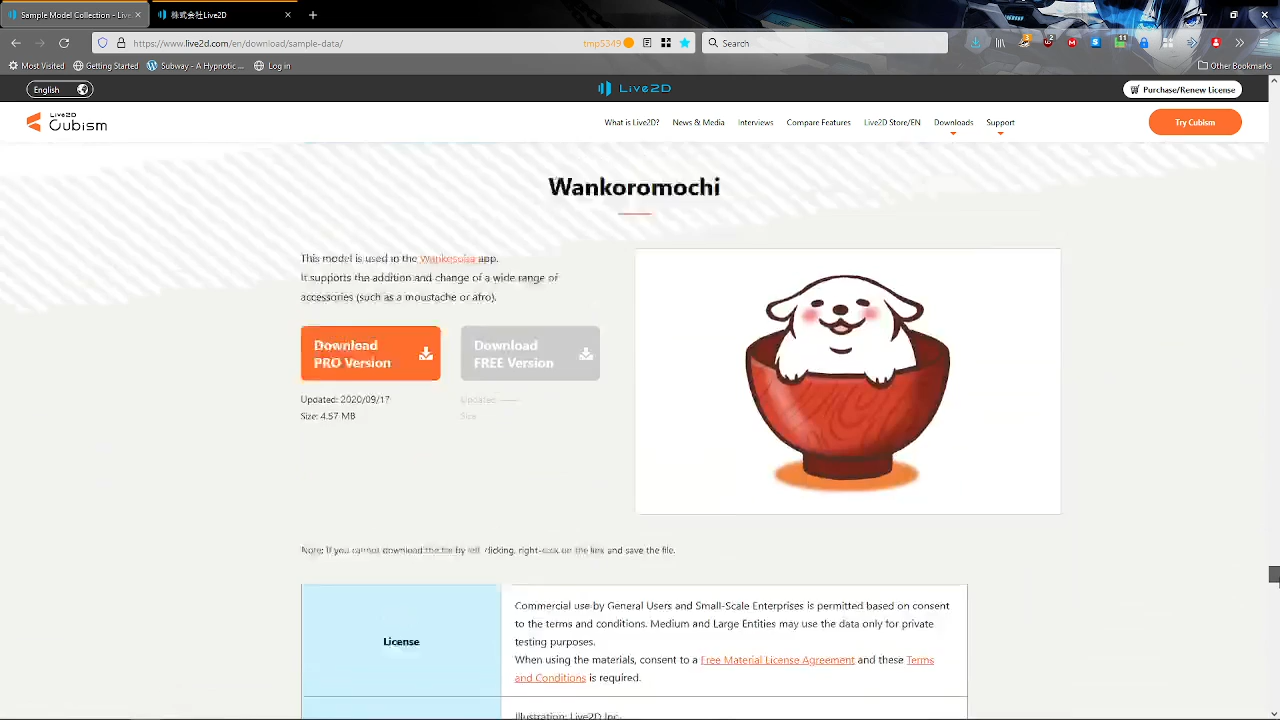 Sample Model Collection - Live
株式会社Live2D
https://www.live2d.com/en/download/sample-data/
tmp5349
Search
3
2
11
Most Visited
Getting Started
Subway - A Hypnotic ...
Log in
Other Bookmarks
English
Live2D
Purchase/Renew License
Live2D
Cubism
What is Live2D?
News & Media
Interviews
Compare Features
Live2D Store/EN
Downloads
Support
Try Cubism
Wankoromochi
This model is used in the Wankosolaa app.
It supports the addition and change of a wide range of
accessories (such as a moustache or afro).
Download
PRO Version
Download
FREE Version
Updated: 2020/09/17
Updated: ——
Size: 4.57 MB
Size:
Note: If you cannot download the file by left clicking, right-click on the link and save the file.
License
Commercial use by General Users and Small-Scale Enterprises is permitted based on consent
to the terms and conditions. Medium and Large Entities may use the data only for private
testing purposes.
When using the materials, consent to a Free Material License Agreement and these Terms
and Conditions is required.
Illustration: Live2D Inc.